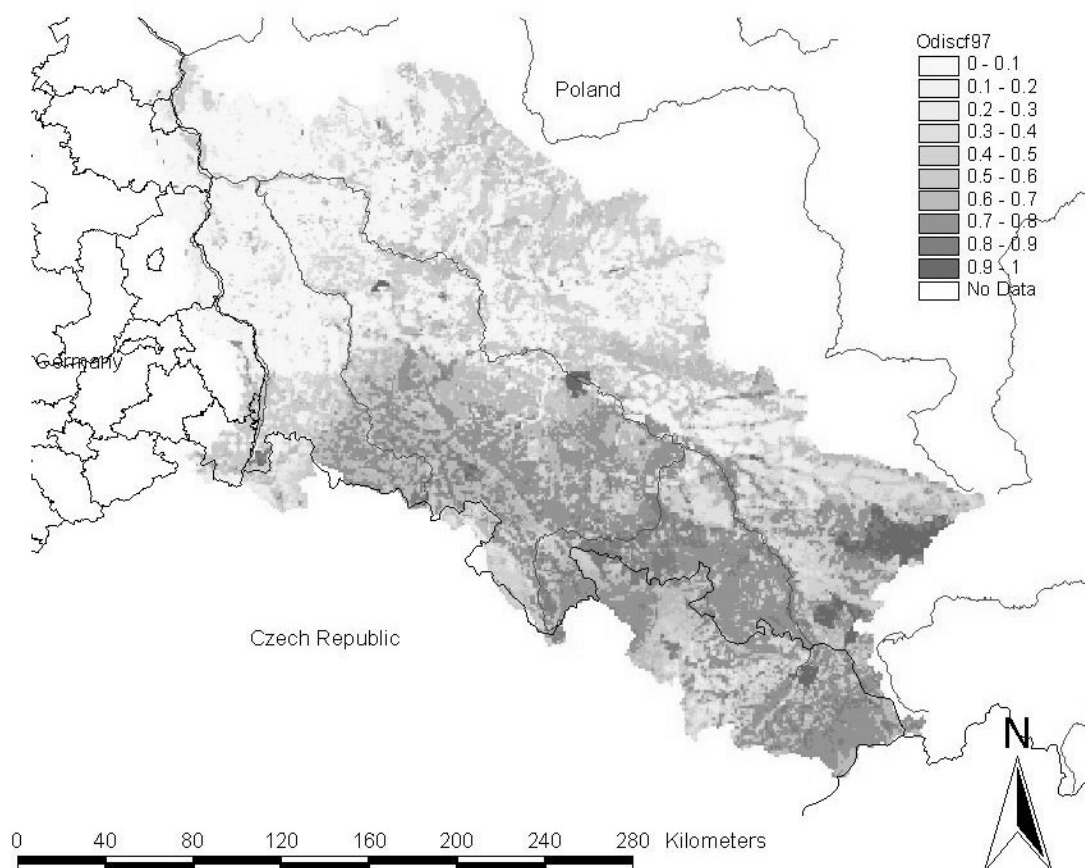 Odiscf97
0 - 0.1
0.1 - 0.2
0.2 - 0.3
0.3 - 0.4
0.4 - 0.5
0.5 - 0.6
0.6 - 0.7
0.7 - 0.8
0.8 - 0.9
0.9 - 1
No Data
Poland
Germany
Czech Republic
N
0 40 80 120 160 200 240 280 Kilometers